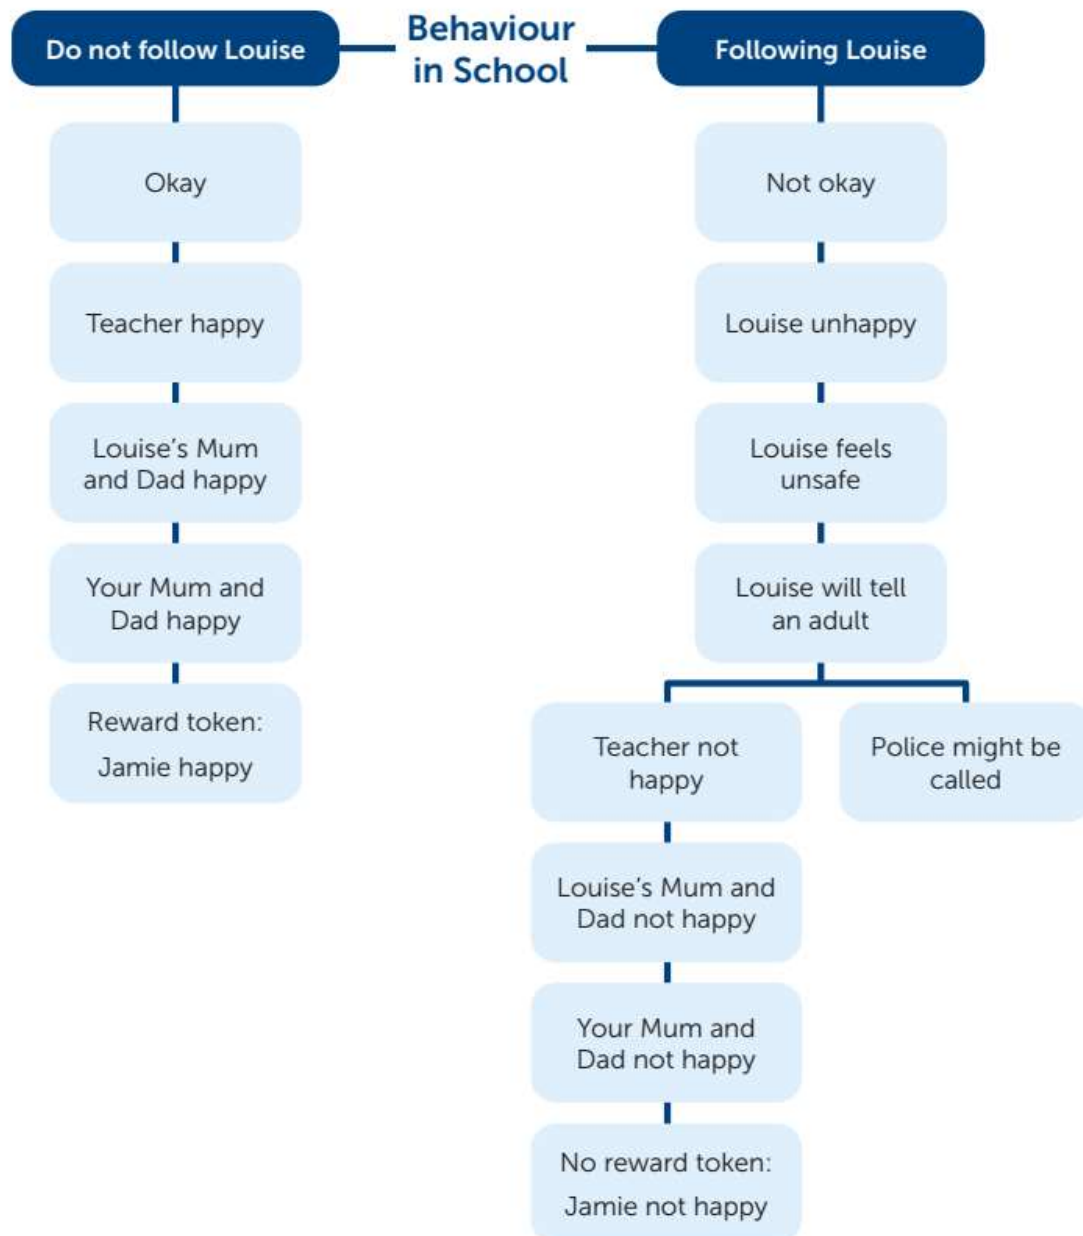 Behaviour
in School
Do not follow Louise
Okay
Teacher happy
Louise's Mum
and Dad happy
Your Mum and
Dad happy
Reward token:
Jamie happy
Following Louise
Not okay
Louise unhappy
Louise feels
unsafe
Louise will tell
an adult
Teacher not
happy
Louise's Mum and
Dad not happy
Your Mum and
Dad not happy
No reward token:
Jamie not happy
Police might be
called